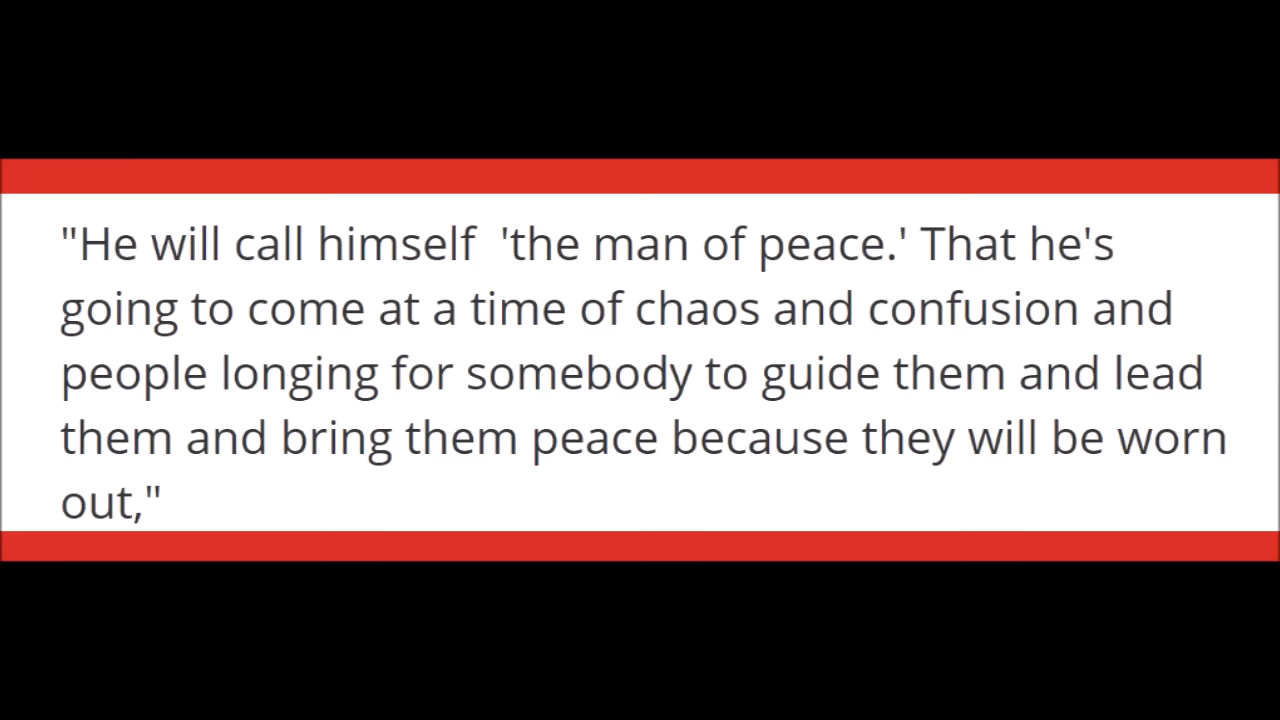 "He will call himself  'the man of peace.' That he's
going to come at a time of chaos and confusion and
people longing for somebody to guide them and lead
them and bring them peace because they will be worn
out,"